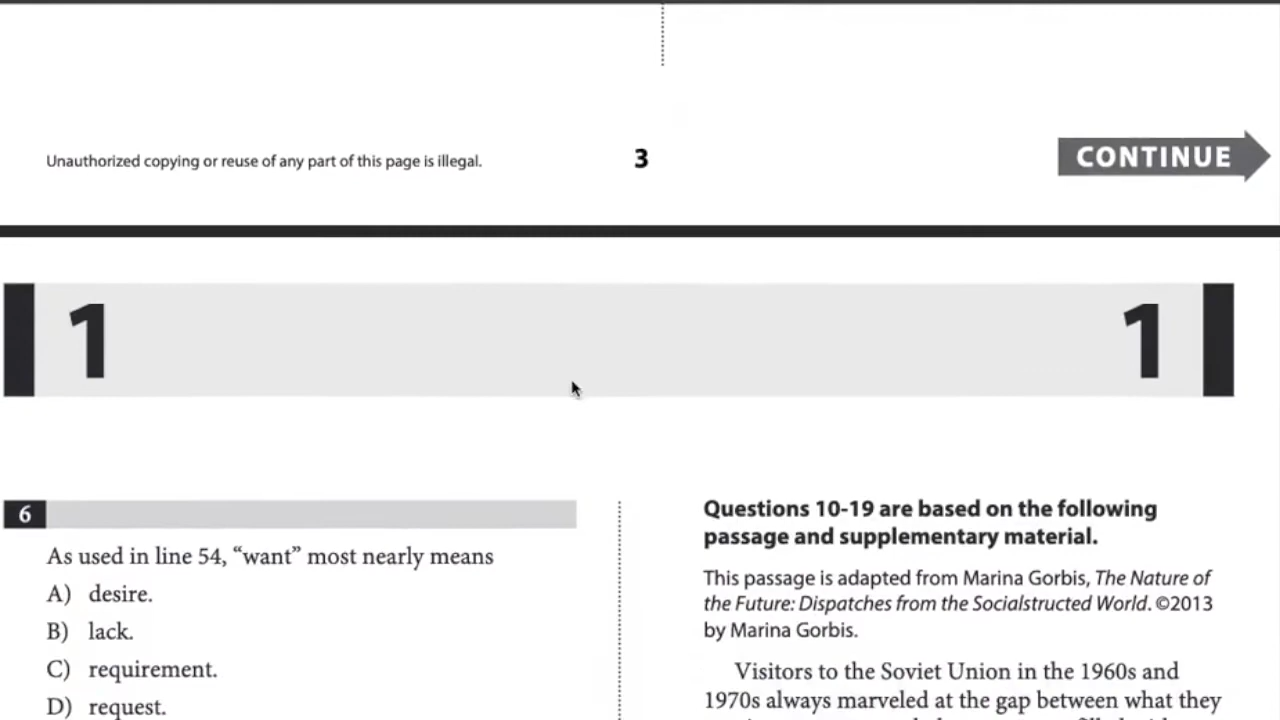 Unauthorized copying or reuse of any part of this page is illegal.
3
CONTINUE
1
1
6
As used in line 54, “want” most nearly means
A) desire.
B) lack.
C) requirement.
D) request.
Questions 10-19 are based on the following
passage and supplementary material.
This passage is adapted from Marina Gorbis, The Nature of
the Future: Dispatches from the Socialstructed World. ©2013
by Marina Gorbis.
Visitors to the Soviet Union in the 1960s and
1970s always marveled at the gap between what they